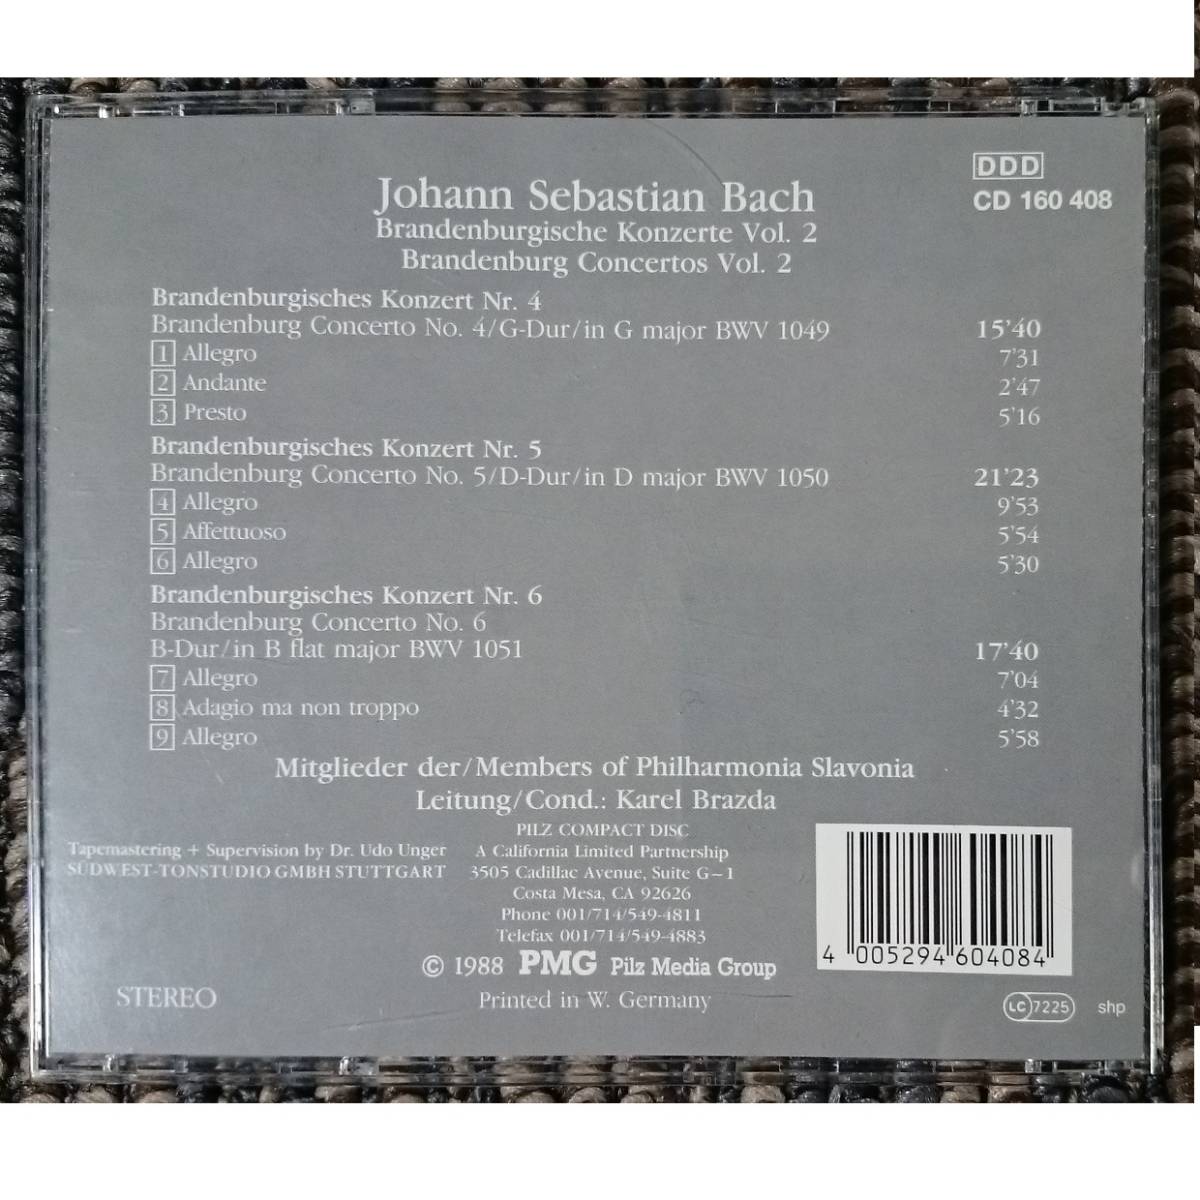 DDD
CD 160 408
Johann Sebastian Bach
Brandenburgische Konzerte Vol. 2
Brandenburg Concertos Vol. 2
Brandenburgisches Konzert Nr. 4
Brandenburg Concerto No. 4/G-Dur/in G major BWV 1049 15'40
1 Allegro 7'31
2 Andante 2'47
3 Presto 5'16
Brandenburgisches Konzert Nr. 5
Brandenburg Concerto No. 5/D-Dur/in D major BWV 1050 21'23
4 Allegro 9'53
5 Affettuoso 5'54
6 Allegro 5'30
Brandenburgisches Konzert Nr. 6
Brandenburg Concerto No. 6
B-Dur/in B flat major BWV 1051 17'40
7 Allegro 7'04
8 Adagio ma non troppo 4'32
9 Allegro 5'58
Mitglieder der/Members of Philharmonia Slavonia
Leitung/Cond.: Karel Brazda
Tapemastering + Supervision by Dr. Udo Unger
SÜDWEST-TONSTUDIO GMBH STUTTGART
PILZ COMPACT DISC
A California Limited Partnership
3505 Cadillac Avenue, Suite G–1
Costa Mesa, CA 92626
Phone 001/714/549-4811
Telefax 001/714/549-4883
© 1988 PMG Pilz Media Group
Printed in W. Germany
STEREO
4 005294 604084
LC 7225
shp